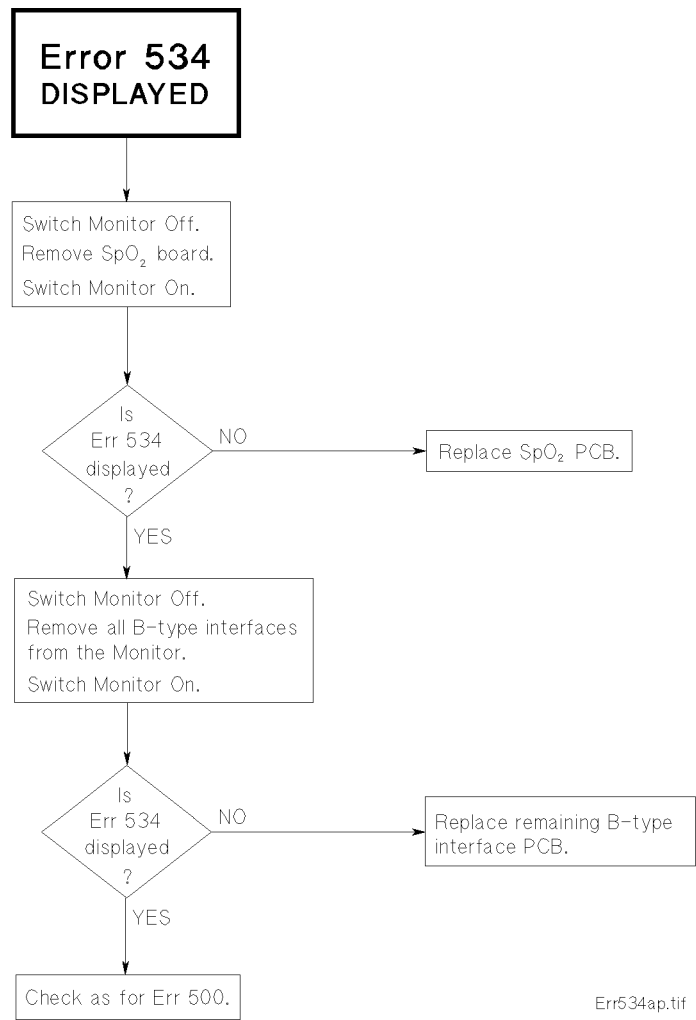 Error 534
DISPLAYED
Switch Monitor Off.
Remove SpO₂ board.
Switch Monitor On.
Is
Err 534
displayed
?
NO
Replace SpO₂ PCB.
YES
Switch Monitor Off.
Remove all B-type interfaces
from the Monitor.
Switch Monitor On.
Is
Err 534
displayed
?
NO
Replace remaining B-type
interface PCB.
YES
Check as for Err 500.
Err534ap.tif